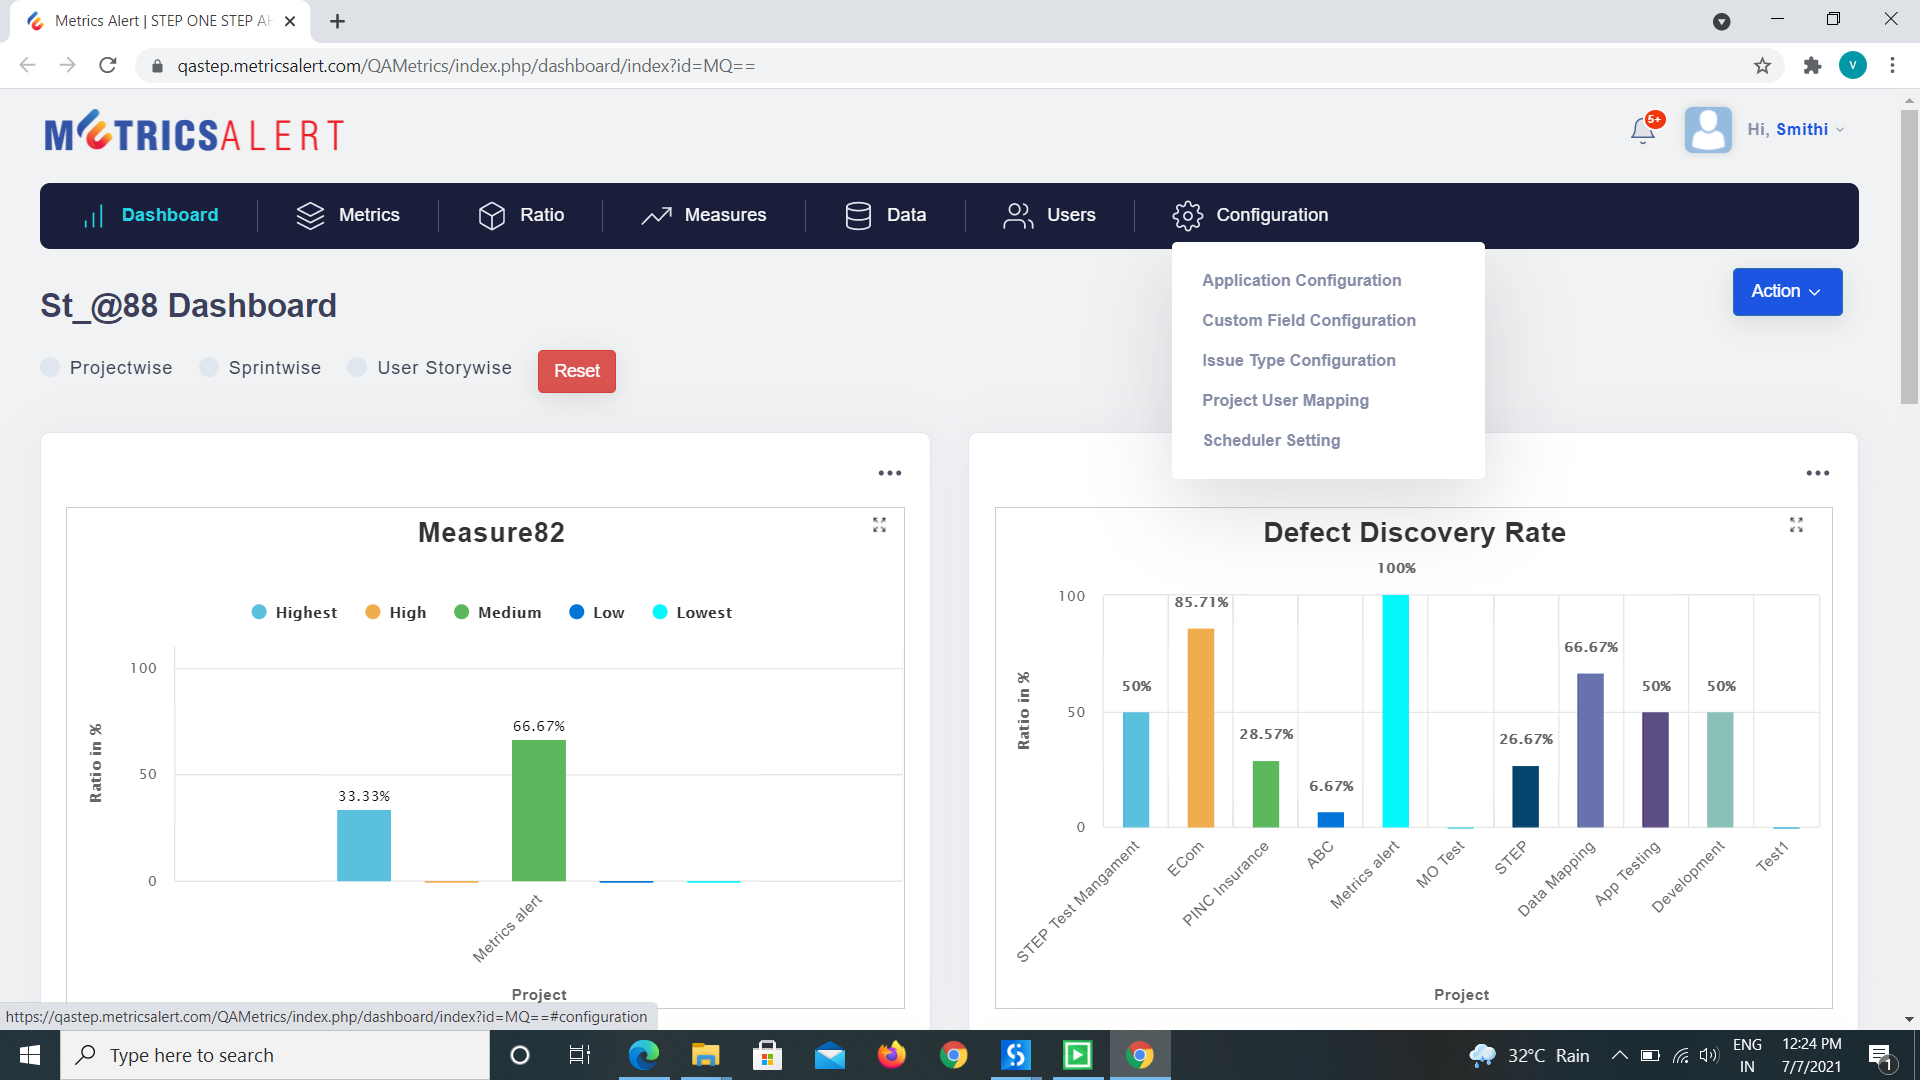 Metrics Alert | STEP ONE STEP AH
qastep.metricsalert.com/QAMetrics/index.php/dashboard/index?id=MQ==
V
METRICSALERT
5+
Hi, Smithi
Dashboard
Metrics
Ratio
Measures
Data
Users
Configuration
Application Configuration
Custom Field Configuration
Issue Type Configuration
Project User Mapping
Scheduler Setting
St_@88 Dashboard
Action
Projectwise
Sprintwise
User Storywise
Reset
Measure82
Highest
High
Medium
Low
Lowest
Ratio in %
100
50
0
33.33%
66.67%
Metrics alert
Project
Defect Discovery Rate
Ratio in %
100
50
0
50%
85.71%
28.57%
6.67%
100%
26.67%
66.67%
50%
50%
STEP Test Mangament
ECom
PINC Insurance
ABC
Metrics alert
MO Test
STEP
Data Mapping
App Testing
Development
Test1
Project
https://qastep.metricsalert.com/QAMetrics/index.php/dashboard/index?id=MQ==#configuration
Type here to search
32°C Rain
ENG
IN
12:24 PM
7/7/2021
1